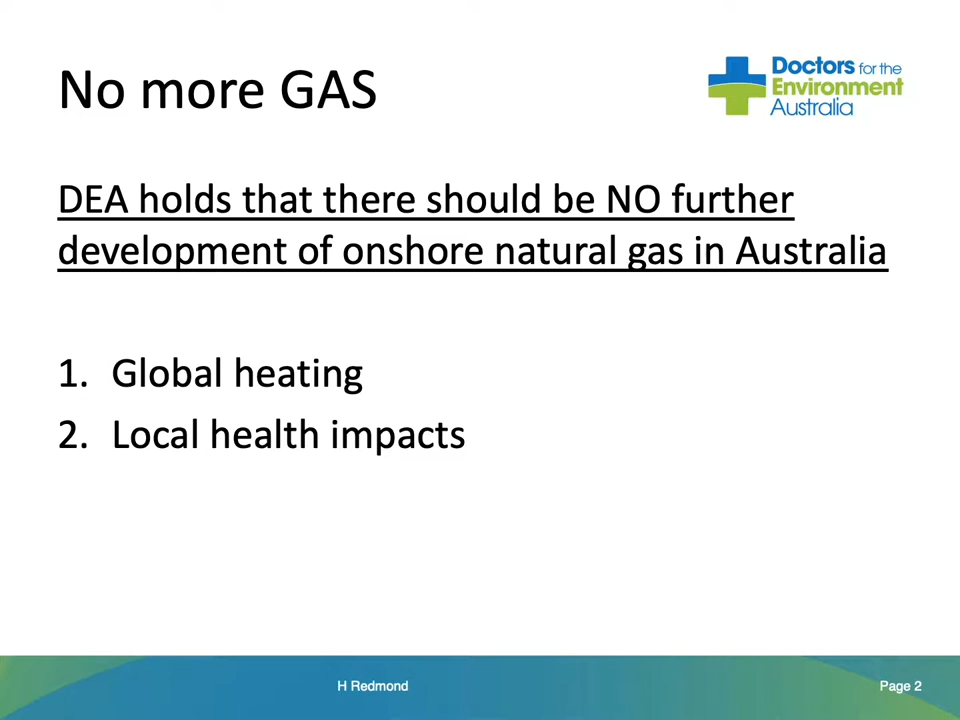 No more GAS
Doctors for the
Environment
Australia
DEA holds that there should be NO further
development of onshore natural gas in Australia
1. Global heating
2. Local health impacts
H Redmond
Page 2